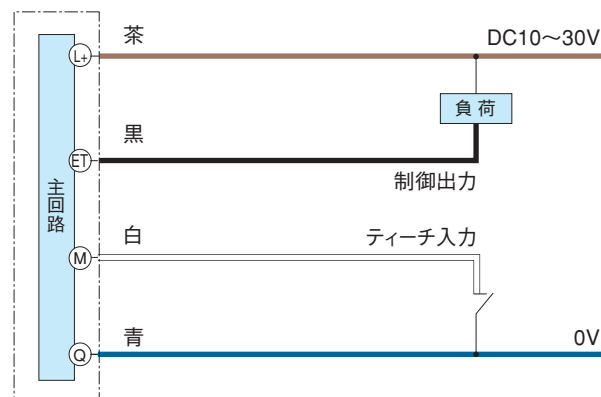 茶
DC10～30V
L+
負荷
黒
ET
制御出力
主回路
白
ティーチ入力
M
青
0V
Q